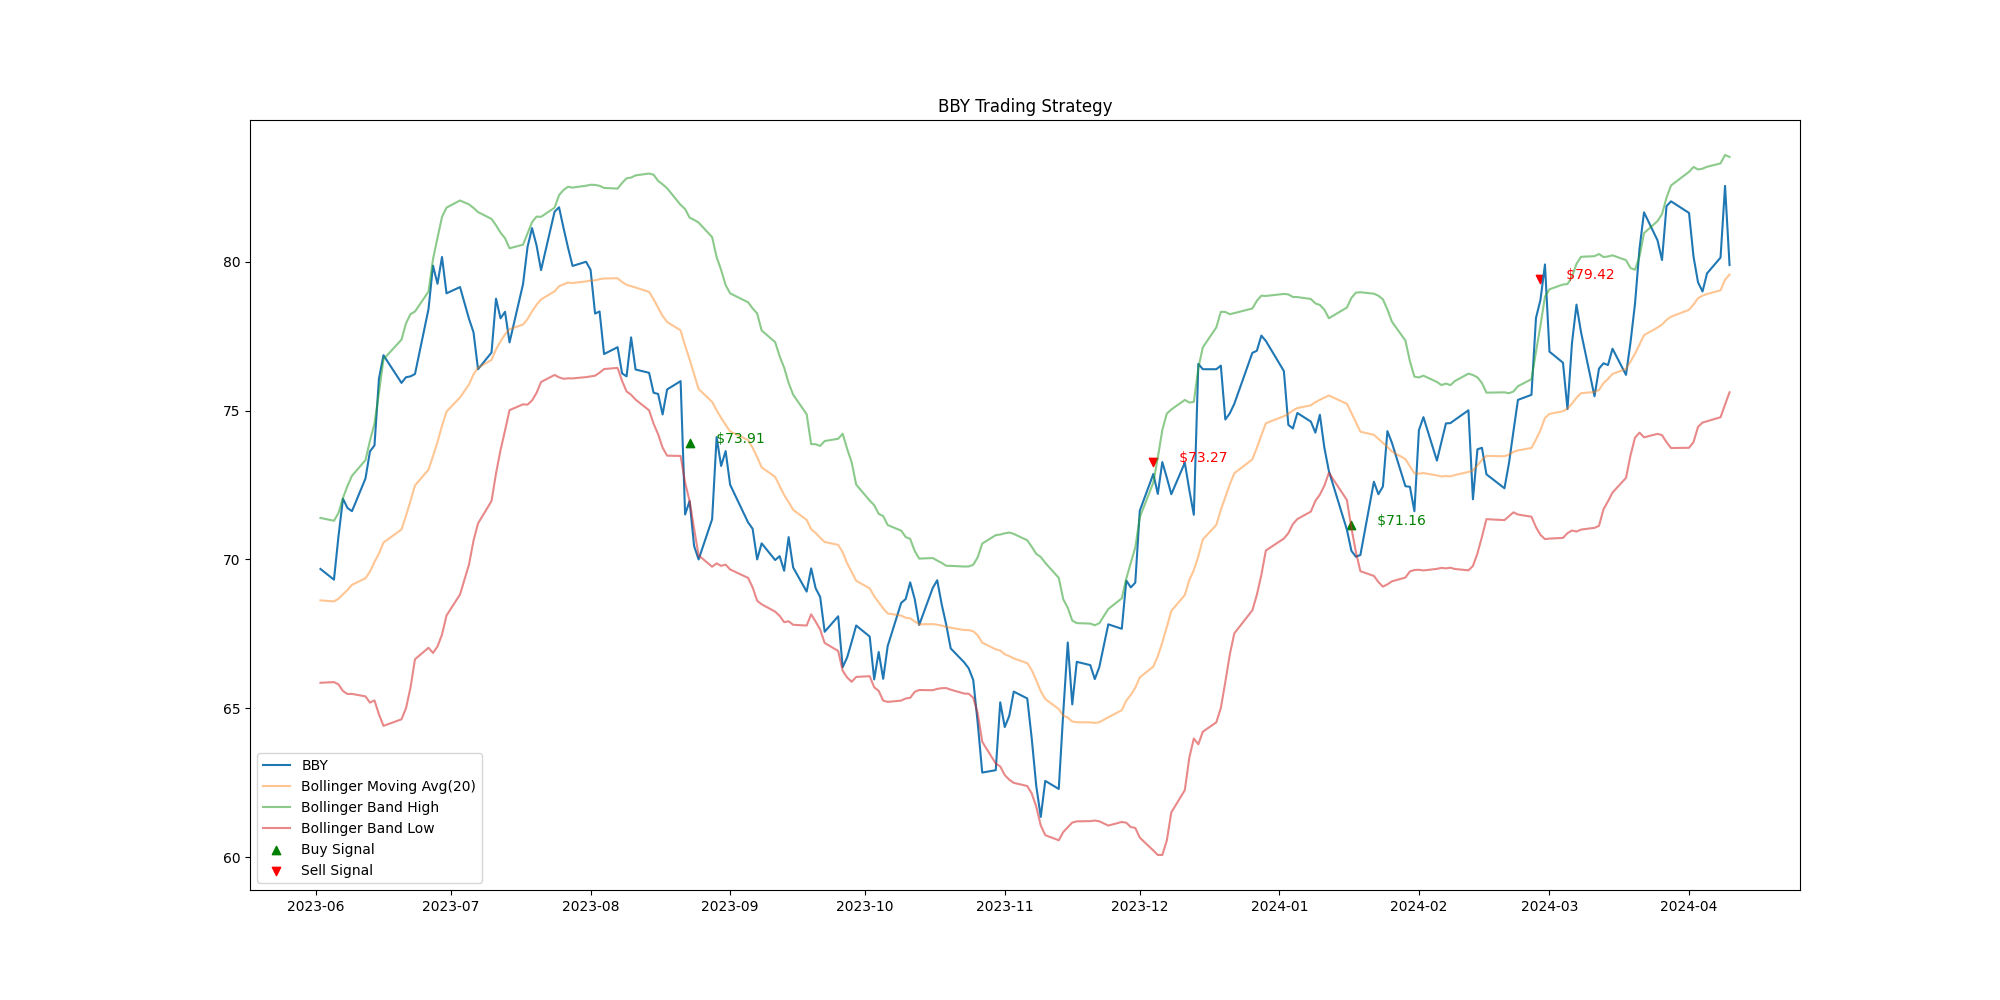 BBY Trading Strategy
80
75
70
65
60
$73.91
$73.27
$71.16
$79.42
BBY
Bollinger Moving Avg(20)
Bollinger Band High
Bollinger Band Low
Buy Signal
Sell Signal
2023-06 2023-07 2023-08 2023-09 2023-10 2023-11 2023-12 2024-01 2024-02 2024-03 2024-04